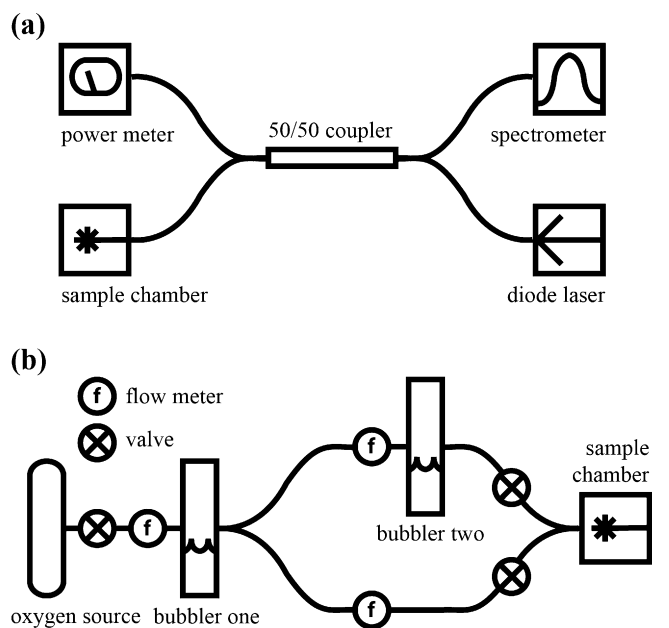 (a)
power meter
50/50 coupler
spectrometer
sample chamber
diode laser
(b)
f flow meter
valve
f
bubbler two
sample
chamber
f
oxygen source
bubbler one
f